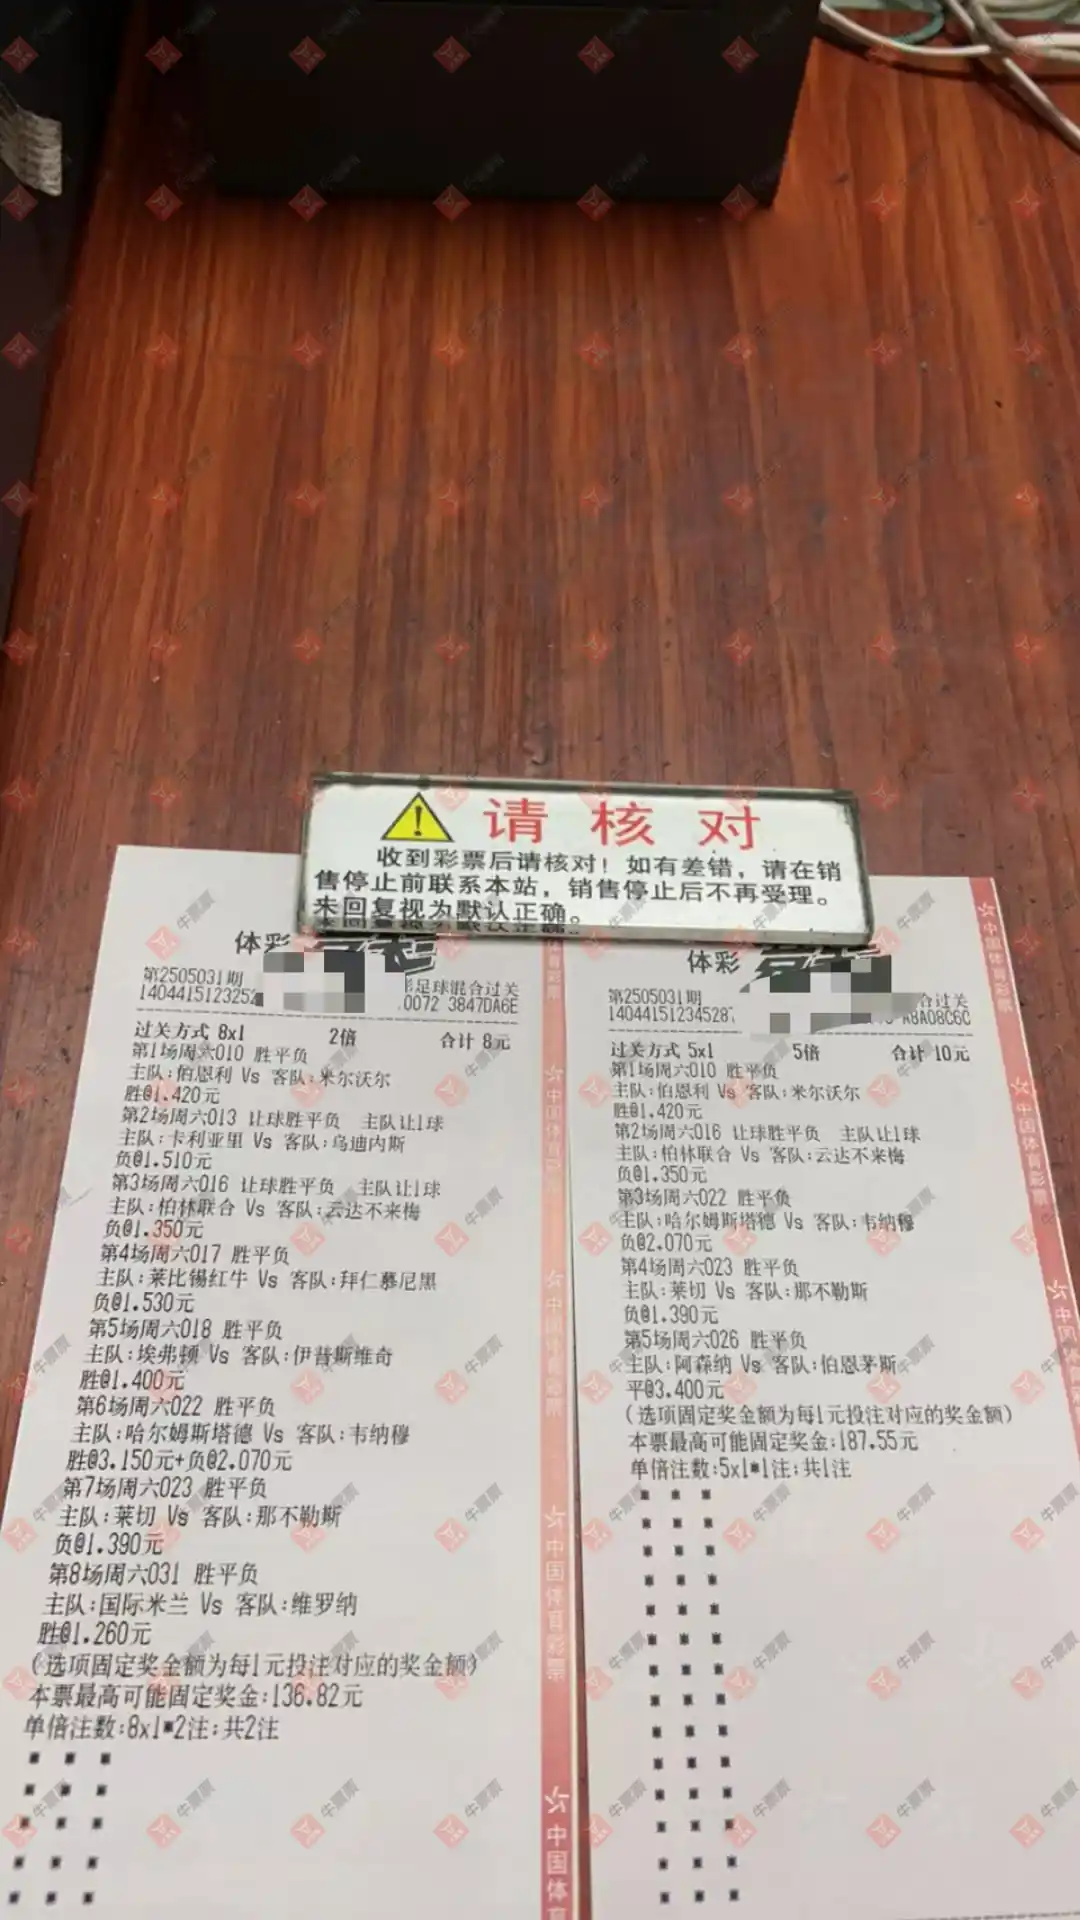 请核对
收到彩票后请核对!如有差错,请在销
售停止前联系本站,销售停止后不再受理。
未回复视为默认正确。
体彩
第2505031期
足球混合过关
1404415123252
0072 3847DA6E
过关方式 8x1 2倍 合计 8元
第1场周六010 胜平负
主队:伯恩利 Vs 客队:米尔沃尔
胜@1.420元
第2场周六013 让球胜平负 主队让1球
主队:卡利亚里 Vs 客队:乌迪内斯
负@1.510元
第3场周六016 让球胜平负 主队让1球
主队:柏林联合 Vs 客队:云达不来梅
负@1.350元
第4场周六017 胜平负
主队:莱比锡红牛 Vs 客队:拜仁慕尼黑
负@1.530元
第5场周六018 胜平负
主队:埃弗顿 Vs 客队:伊普斯维奇
胜@1.400元
第6场周六022 胜平负
主队:哈尔姆斯塔德 Vs 客队:韦纳穆
胜@3.150元+负@2.070元
第7场周六023 胜平负
主队:莱切 Vs 客队:那不勒斯
负@1.390元
第8场周六031 胜平负
主队:国际米兰 Vs 客队:维罗纳
胜@1.260元
(选项固定奖金额为每1元投注对应的奖金额)
本票最高可能固定奖金:136.82元
单倍注数:8x1*2注;共2注
体彩
第2505031期
合过关
14044151234528
A8A08C6C
过关方式 5x1 5倍 合计 10元
第1场周六010 胜平负
主队:伯恩利 Vs 客队:米尔沃尔
胜@1.420元
第2场周六016 让球胜平负 主队让1球
主队:柏林联合 Vs 客队:云达不来梅
负@1.350元
第3场周六022 胜平负
主队:哈尔姆斯塔德 Vs 客队:韦纳穆
负@2.070元
第4场周六023 胜平负
主队:莱切 Vs 客队:那不勒斯
负@1.390元
第5场周六026 胜平负
主队:阿森纳 Vs 客队:伯恩茅斯
平@3.400元
(选项固定奖金额为每1元投注对应的奖金额)
本票最高可能固定奖金:187.55元
单倍注数:5x1*1注;共1注
中国体育彩票
中国体育彩票
中国体育彩票
牛票票